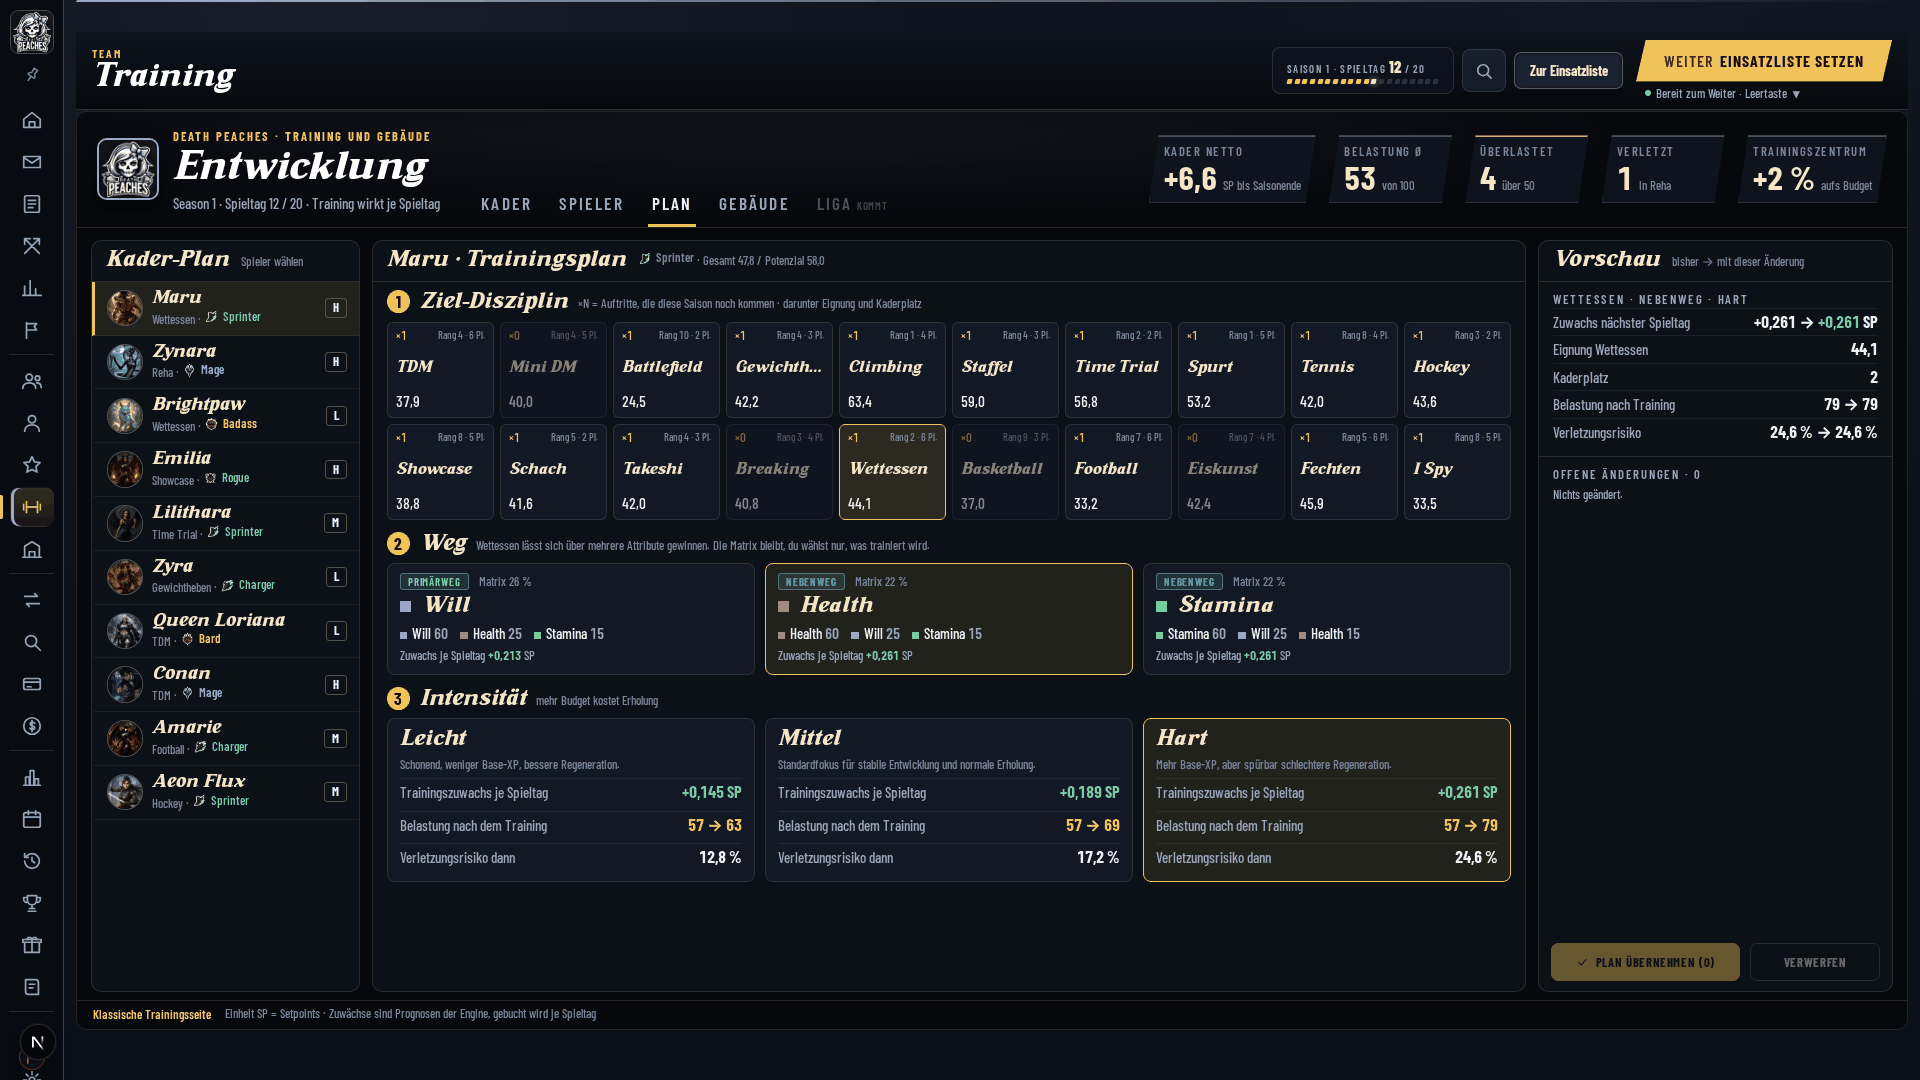 TEAM
Training
SAISON 1 · SPIELTAG 12 / 20
Zur Einsatzliste
WEITER EINSATZLISTE SETZEN
Bereit zum Weiter · Leertaste ▼
DEATH PEACHES · TRAINING UND GEBÄUDE
Entwicklung
Season 1 · Spieltag 12 / 20 · Training wirkt je Spieltag
KADER SPIELER PLAN GEBÄUDE LIGA KOMMT
KADER NETTO
+6,6 SP bis Saisonende
BELASTUNG Ø
53 von 100
ÜBERLASTET
4 über 50
VERLETZT
1 In Reha
TRAININGSZENTRUM
+2 % aufs Budget
Kader-Plan Spieler wählen
Maru
Wettessen · Sprinter
H
Zynara
Reha · Mage
H
Brightpaw
Wettessen · Badass
L
Emilia
Showcase · Rogue
H
Lilithara
Time Trial · Sprinter
M
Zyra
Gewichtheben · Charger
L
Queen Loriana
TDM · Bard
L
Conan
TDM · Mage
H
Amarie
Football · Charger
M
Aeon Flux
Hockey · Sprinter
M
Maru · Trainingsplan Sprinter · Gesamt 47,8 / Potenzial 58,0
1 Ziel-Disziplin ×N = Auftritte, die diese Saison noch kommen · darunter Eignung und Kaderplatz
×1 Rang 4 · 6 Pl.
TDM
37,9
×0 Rang 4 · 5 Pl.
Mini DM
40,0
×1 Rang 10 · 2 Pl.
Battlefield
24,5
×1 Rang 4 · 3 Pl.
Gewichth...
42,2
×1 Rang 1 · 4 Pl.
Climbing
63,4
×1 Rang 4 · 3 Pl.
Staffel
59,0
×1 Rang 2 · 2 Pl.
Time Trial
56,8
×1 Rang 1 · 5 Pl.
Spurt
53,2
×1 Rang 8 · 4 Pl.
Tennis
42,0
×1 Rang 3 · 2 Pl.
Hockey
43,6
×1 Rang 8 · 5 Pl.
Showcase
38,8
×1 Rang 5 · 2 Pl.
Schach
41,6
×1 Rang 4 · 3 Pl.
Takeshi
42,0
×0 Rang 3 · 4 Pl.
Breaking
40,8
×1 Rang 2 · 6 Pl.
Wettessen
44,1
×0 Rang 9 · 3 Pl.
Basketball
37,0
×1 Rang 7 · 6 Pl.
Football
33,2
×0 Rang 7 · 4 Pl.
Eiskunst
42,4
×1 Rang 5 · 6 Pl.
Fechten
45,9
×1 Rang 8 · 5 Pl.
I Spy
33,5
2 Weg Wettessen lässt sich über mehrere Attribute gewinnen. Die Matrix bleibt, du wählst nur, was trainiert wird.
PRIMÄRWEG Matrix 26 %
Will
Will 60 Health 25 Stamina 15
Zuwachs je Spieltag +0,213 SP
NEBENWEG Matrix 22 %
Health
Health 60 Will 25 Stamina 15
Zuwachs je Spieltag +0,261 SP
NEBENWEG Matrix 22 %
Stamina
Stamina 60 Will 25 Health 15
Zuwachs je Spieltag +0,261 SP
3 Intensität mehr Budget kostet Erholung
Leicht
Schonend, weniger Base-XP, bessere Regeneration.
Trainingszuwachs je Spieltag +0,145 SP
Belastung nach dem Training 57 → 63
Verletzungsrisiko dann 12,8 %
Mittel
Standardfokus für stabile Entwicklung und normale Erholung.
Trainingszuwachs je Spieltag +0,189 SP
Belastung nach dem Training 57 → 69
Verletzungsrisiko dann 17,2 %
Hart
Mehr Base-XP, aber spürbar schlechtere Regeneration.
Trainingszuwachs je Spieltag +0,261 SP
Belastung nach dem Training 57 → 79
Verletzungsrisiko dann 24,6 %
Vorschau bisher → mit dieser Änderung
WETTESSEN · NEBENWEG · HART
Zuwachs nächster Spieltag +0,261 → +0,261 SP
Eignung Wettessen 44,1
Kaderplatz 2
Belastung nach Training 79 → 79
Verletzungsrisiko 24,6 % → 24,6 %
OFFENE ÄNDERUNGEN · 0
Nichts geändert.
✓ PLAN ÜBERNEHMEN (0)
VERWERFEN
Klassische Trainingsseite Einheit SP = Setpoints · Zuwächse sind Prognosen der Engine, gebucht wird je Spieltag
N